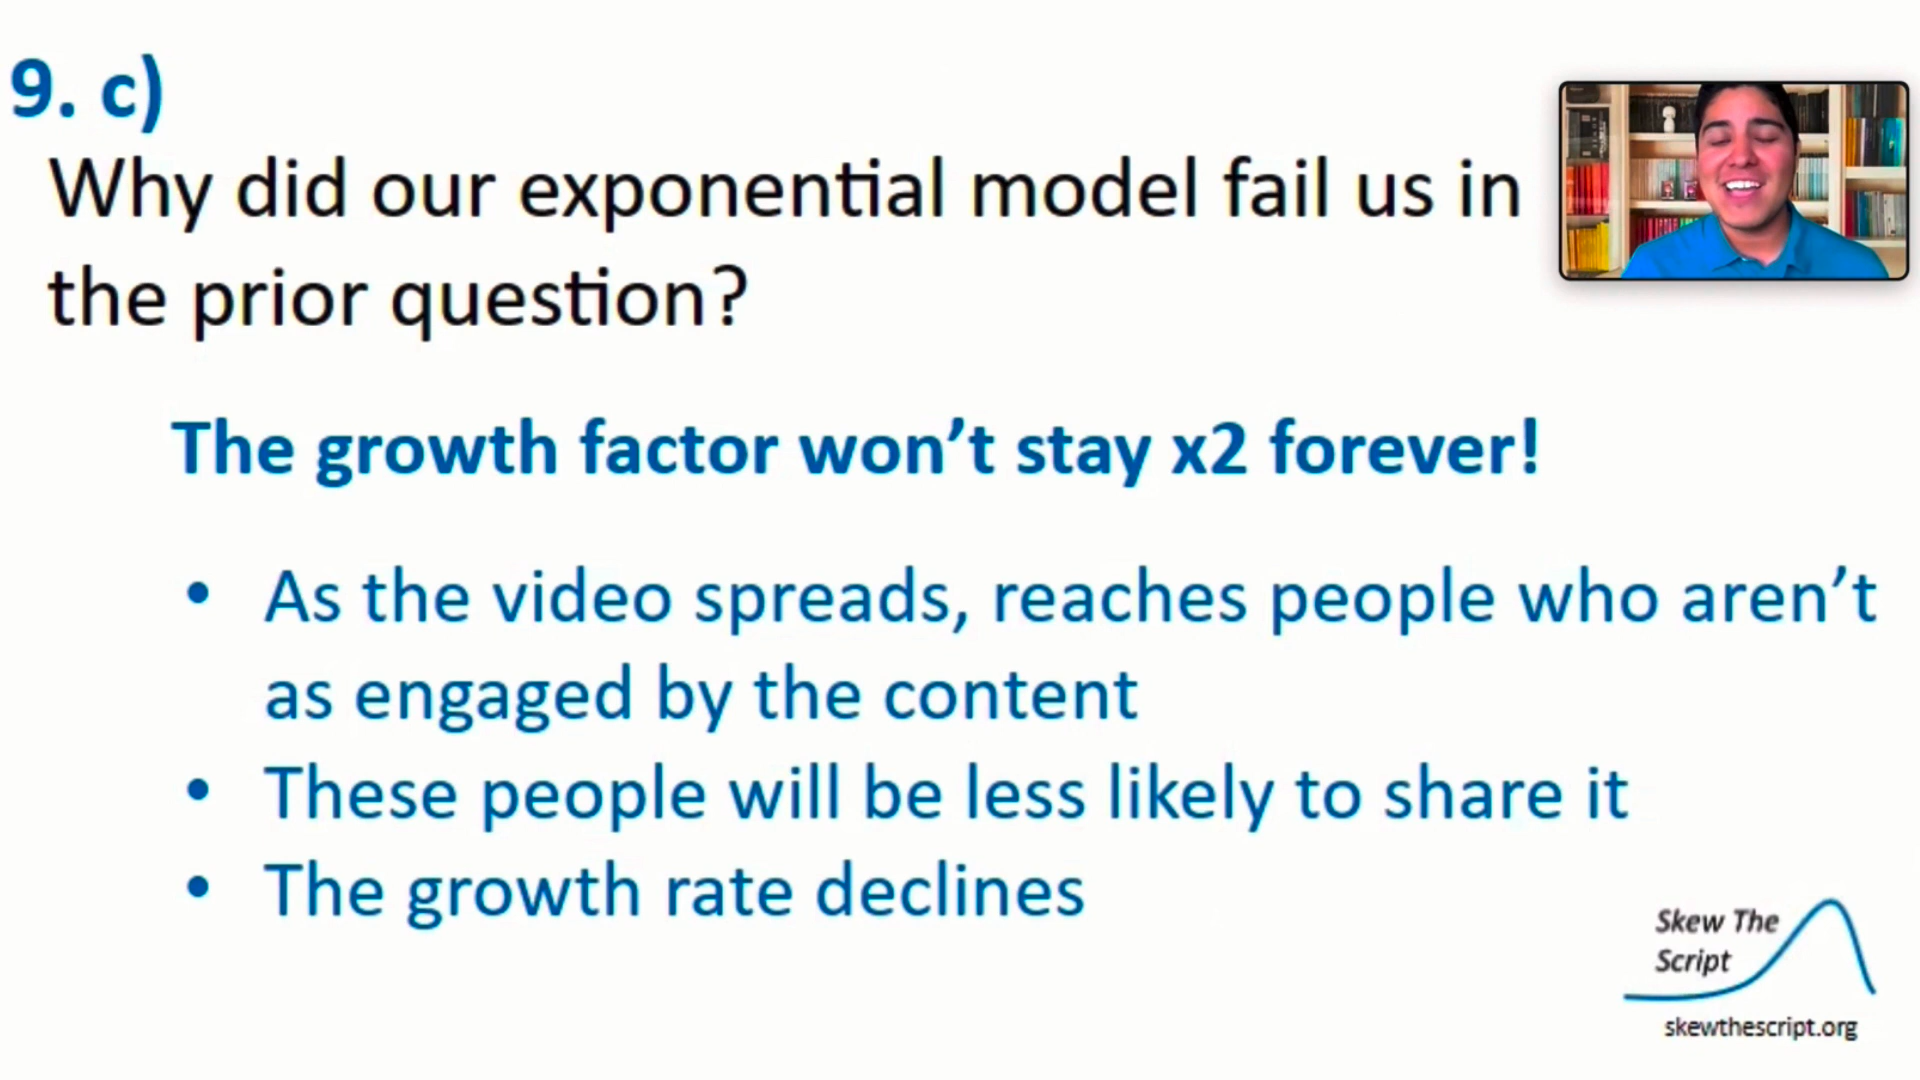 9. c)
Why did our exponential model fail us in
the prior question?
The growth factor won’t stay x2 forever!
• As the video spreads, reaches people who aren’t
as engaged by the content
• These people will be less likely to share it
• The growth rate declines
Skew The
Script
skewthescript.org